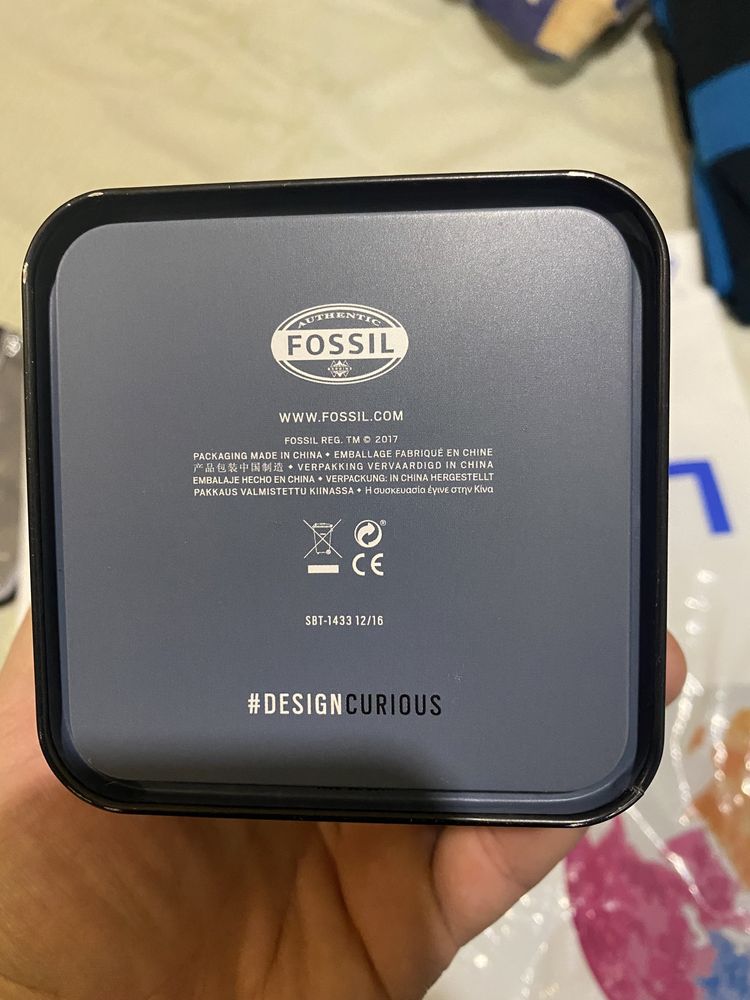 AUTHENTIC
FOSSIL
WWW.FOSSIL.COM
FOSSIL REG. TM © 2017
PACKAGING MADE IN CHINA ✦ EMBALLAGE FABRIQUÉ EN CHINE
产品包装中国制造 ✦ VERPAKKING VERVAARDIGD IN CHINA
EMBALAJE HECHO EN CHINA ✦ VERPACKUNG: IN CHINA HERGESTELLT
PAKKAUS VALMISTETTU KIINASSA ✦ Η συσκευασία έγινε στην Κίνα
®
CE
SBT-1433 12/16
#DESIGNCURIOUS